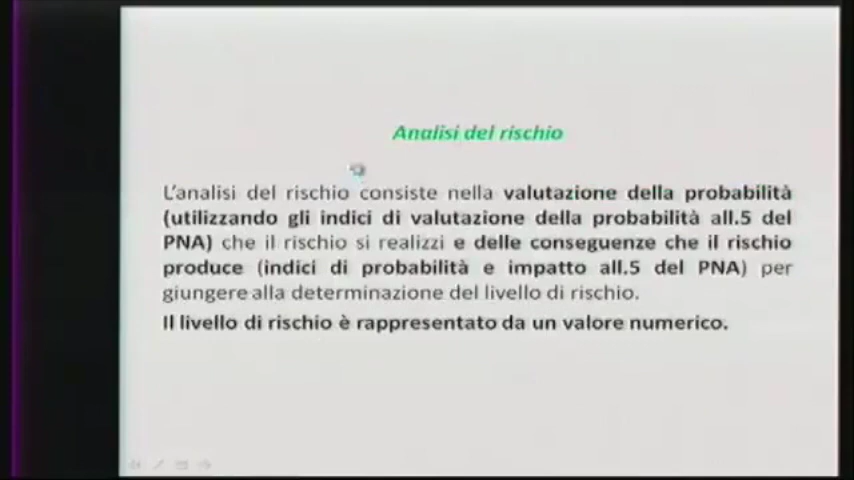 Analisi del rischio
L'analisi del rischio consiste nella valutazione della probabilità
(utilizzando gli indici di valutazione della probabilità all.5 del
PNA) che il rischio si realizzi e delle conseguenze che il rischio
produce (indici di probabilità e impatto all.5 del PNA) per
giungere alla determinazione del livello di rischio.
Il livello di rischio è rappresentato da un valore numerico.